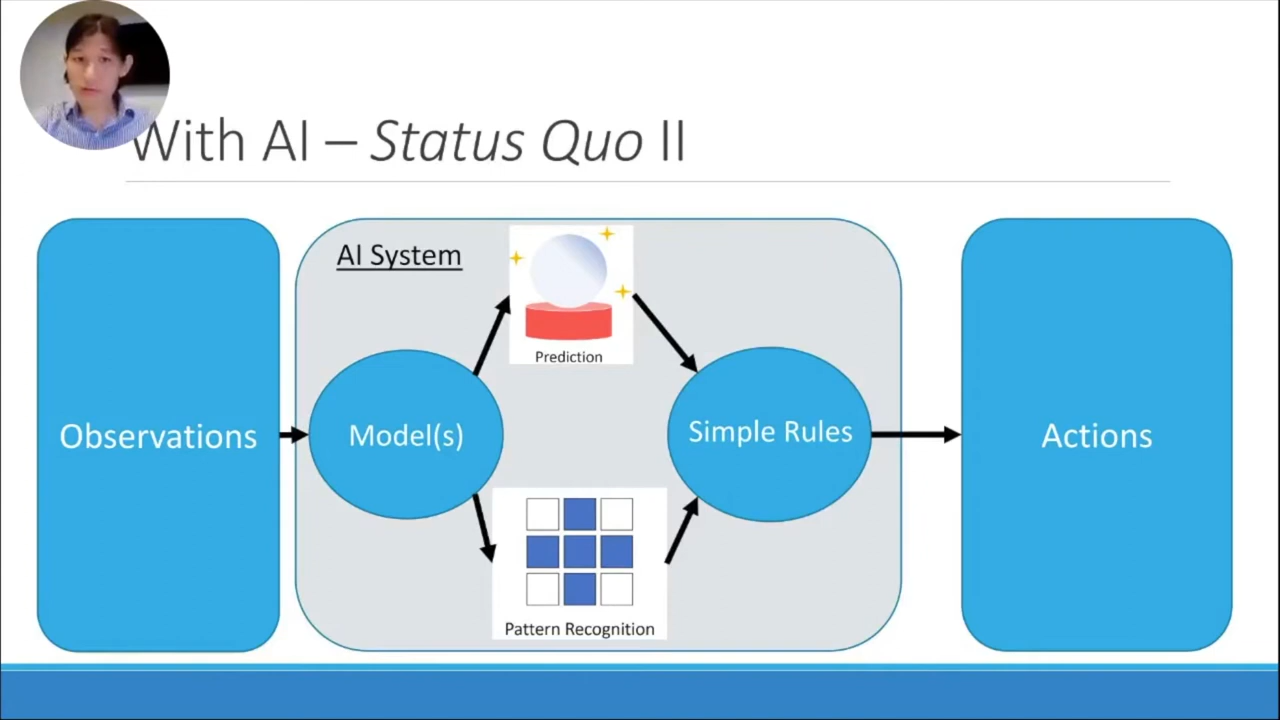 With AI – Status Quo II
AI System
Prediction
Observations
Model(s)
Simple Rules
Actions
Pattern Recognition